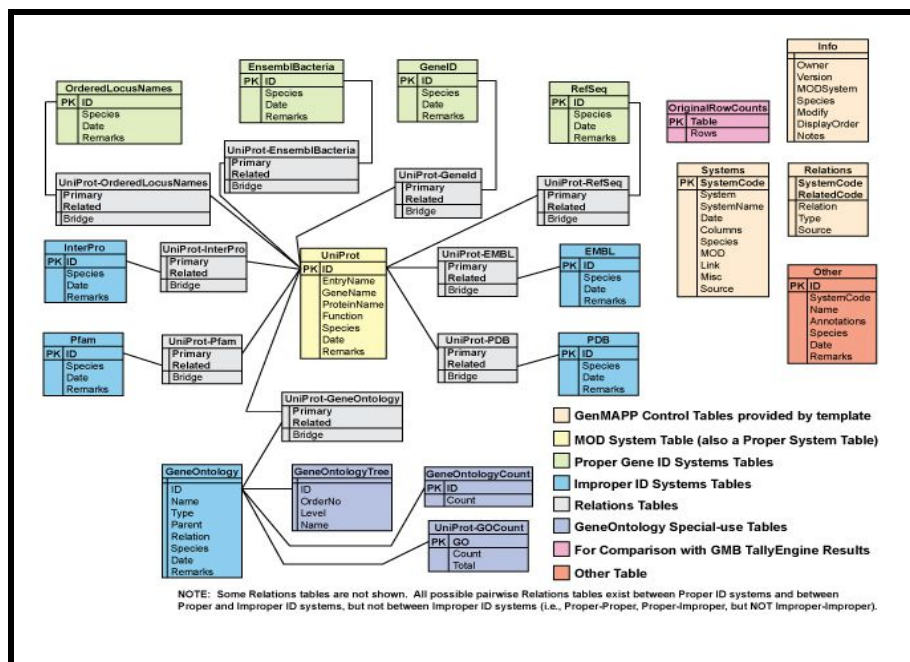 Info
Owner
Version
MODSystem
Species
Modify
DisplayOrder
Notes
EnsemblBacteria
PK ID
Species
Date
Remarks
GeneID
PK ID
Species
Date
Remarks
OrderedLocusNames
PK ID
Species
Date
Remarks
RefSeq
PK ID
Species
Date
Remarks
OriginalRowCounts
PK Table
Rows
UniProt-EnsemblBacteria
Primary
Related
Bridge
UniProt-OrderedLocusNames
Primary
Related
Bridge
UniProt-GeneId
Primary
Related
Bridge
UniProt-RefSeq
Primary
Related
Bridge
Systems
PK SystemCode
System
SystemName
Date
Columns
Species
MOD
Link
Misc
Source
Relations
SystemCode
RelatedCode
Relation
Type
Source
InterPro
PK ID
Species
Date
Remarks
UniProt-InterPro
Primary
Related
Bridge
UniProt
PK ID
EntryName
GeneName
ProteinName
Function
Species
Date
Remarks
UniProt-EMBL
Primary
Related
Bridge
EMBL
PK ID
Species
Date
Remarks
Other
PK ID
SystemCode
Name
Annotations
Species
Date
Remarks
Pfam
PK ID
Species
Date
Remarks
UniProt-Pfam
Primary
Related
Bridge
UniProt-PDB
Primary
Related
Bridge
PDB
PK ID
Species
Date
Remarks
UniProt-GeneOntology
Primary
Related
Bridge
GeneOntology
ID
Name
Type
Parent
Relation
Species
Date
Remarks
GeneOntologyTree
ID
OrderNo
Level
Name
GeneOntologyCount
PK ID
Count
UniProt-GOCount
PK GO
Count
Total
GenMAPP Control Tables provided by template
MOD System Table (also a Proper System Table)
Proper Gene ID Systems Tables
Improper ID Systems Tables
Relations Tables
GeneOntology Special-use Tables
For Comparison with GMB TallyEngine Results
Other Table
NOTE: Some Relations tables are not shown. All possible pairwise Relations tables exist between Proper ID systems and between
Proper and Improper ID systems, but not between Improper ID systems (i.e., Proper-Proper, Proper-Improper, but NOT Improper-Improper).